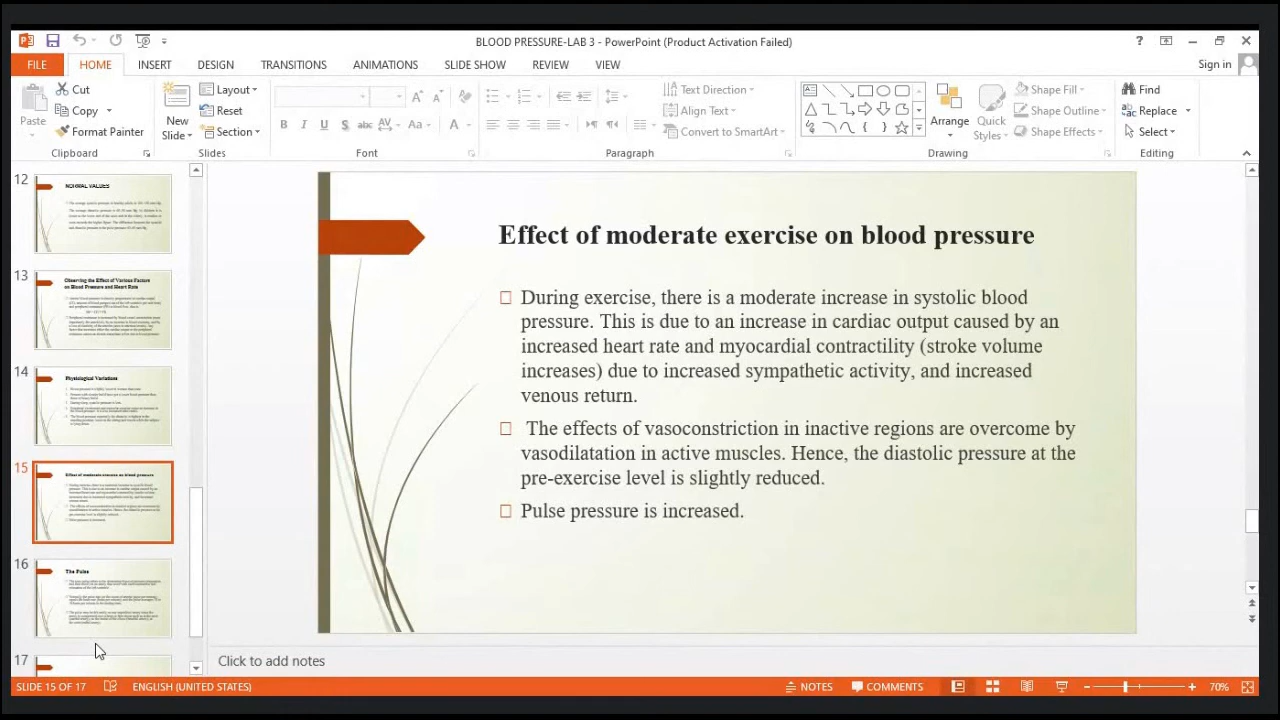 BLOOD PRESSURE-LAB 3 - PowerPoint (Product Activation Failed)
?
FILE HOME INSERT DESIGN TRANSITIONS ANIMATIONS SLIDE SHOW REVIEW VIEW
Sign in
Paste
Cut
Copy
Format Painter
Clipboard
New
Slide
Layout
Reset
Section
Slides
B I U S abc AV Aa A
Font
Text Direction
Align Text
Convert to SmartArt
Paragraph
Arrange
Quick
Styles
Shape Fill
Shape Outline
Shape Effects
Drawing
Find
Replace
Select
Editing
12
NORMAL VALUES
13
Observing the Effect of Various Factors
on Blood Pressure and Heart Rate
14
Physiological Variations
15
Effect of moderate exercise on blood pressure
16
The Pulse
17
Effect of moderate exercise on blood pressure
During exercise, there is a moderate increase in systolic blood
pressure. This is due to an increase in cardiac output caused by an
increased heart rate and myocardial contractility (stroke volume
increases) due to increased sympathetic activity, and increased
venous return.
The effects of vasoconstriction in inactive regions are overcome by
vasodilatation in active muscles. Hence, the diastolic pressure at the
pre-exercise level is slightly reduced.
Pulse pressure is increased.
Click to add notes
SLIDE 15 OF 17 ENGLISH (UNITED STATES) NOTES COMMENTS 70%